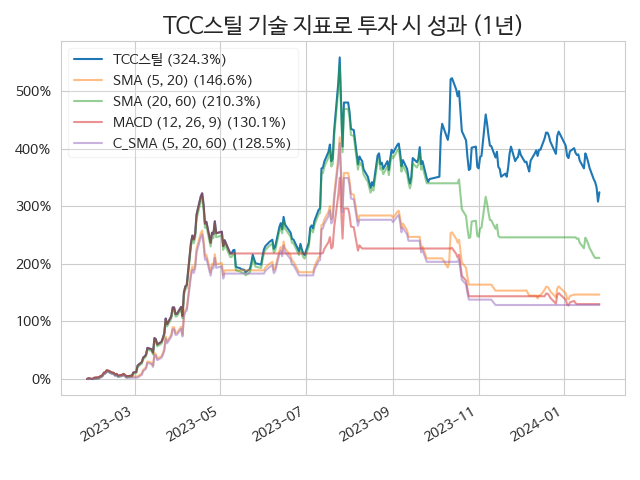 TCC스틸 기술 지표로 투자 시 성과 (1년)
TCC스틸 (324.3%)
SMA (5, 20) (146.6%)
SMA (20, 60) (210.3%)
MACD (12, 26, 9) (130.1%)
C_SMA (5, 20, 60) (128.5%)
500%
400%
300%
200%
100%
0%
2023-03
2023-05
2023-07
2023-09
2023-11
2024-01